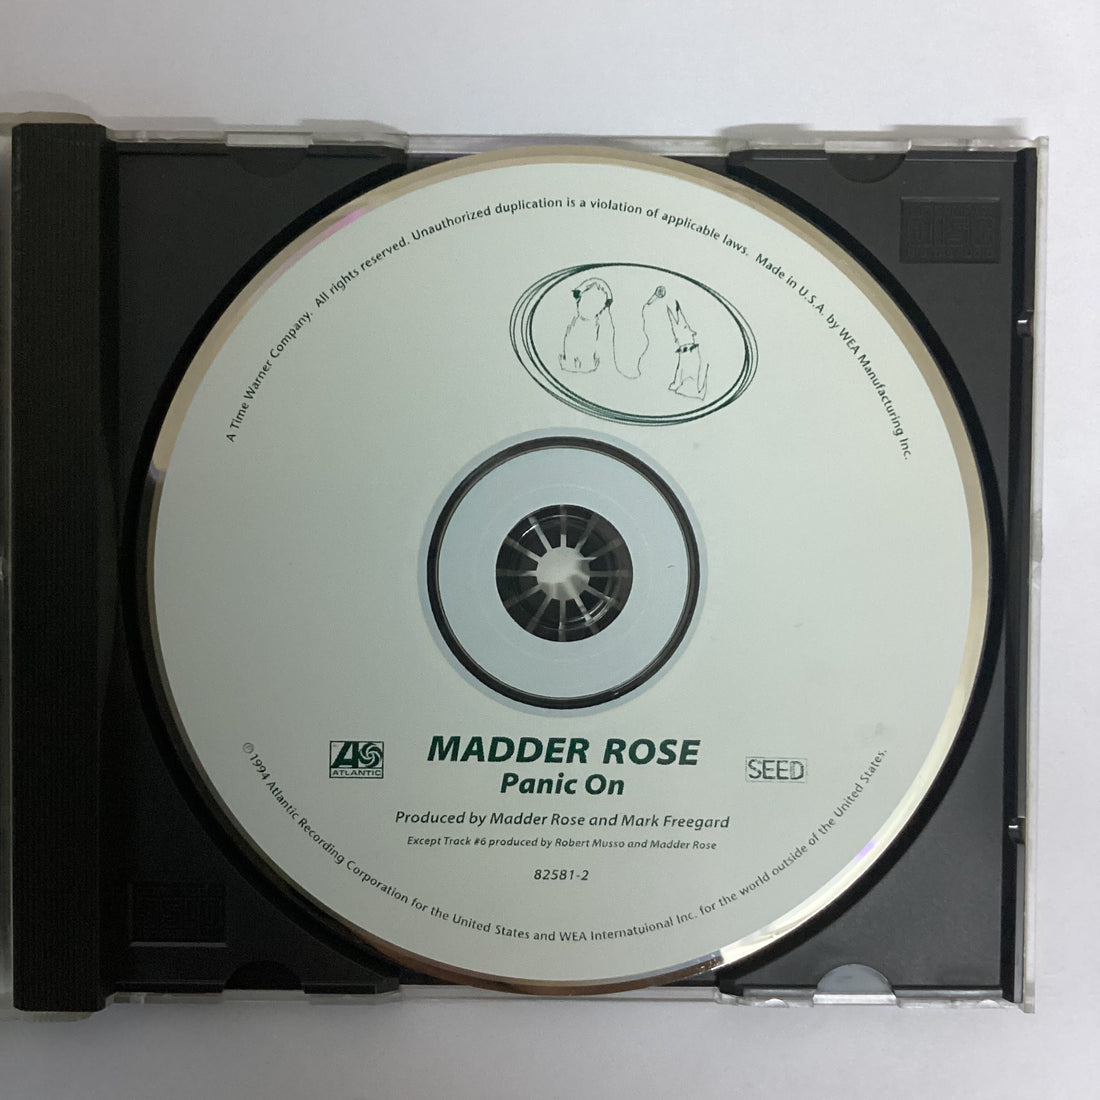 A Time Warner Company. All rights reserved. Unauthorized duplication is a violation of applicable laws. Made in U.S.A. by WEA Manufacturing Inc.
ATLANTIC
MADDER ROSE
SEED
Panic On
Produced by Madder Rose and Mark Freegard
Except Track #6 produced by Robert Musso and Madder Rose
82581-2
℗1994 Atlantic Recording Corporation for the United States and WEA Internatuional Inc. for the world outside of the United States.